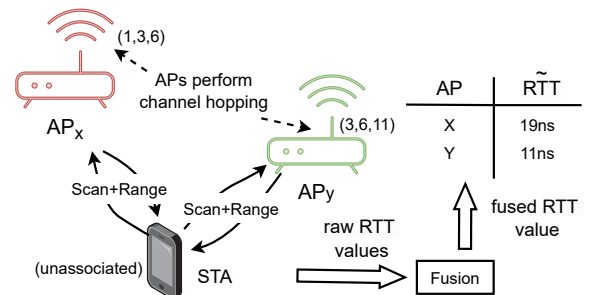 (1,3,6)
APs perform
channel hopping
APx
(3,6,11)
APy
Scan+Range
Scan+Range
(unassociated)
STA
raw RTT
values
Fusion
fused RTT
value
AP R͠TT
X 19ns
Y 11ns